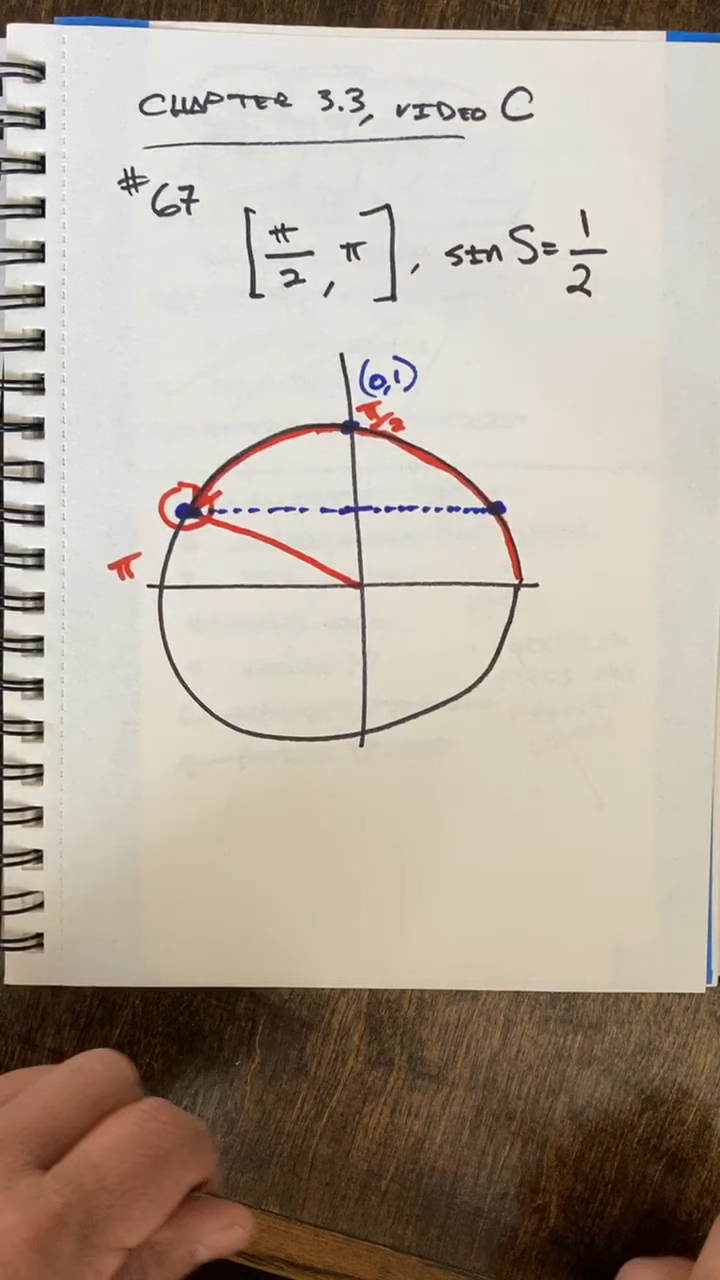 CHAPTER 3.3, VIDEO C
#67
[π/2, π], sin S = 1/2
(0,1)
π/2
π